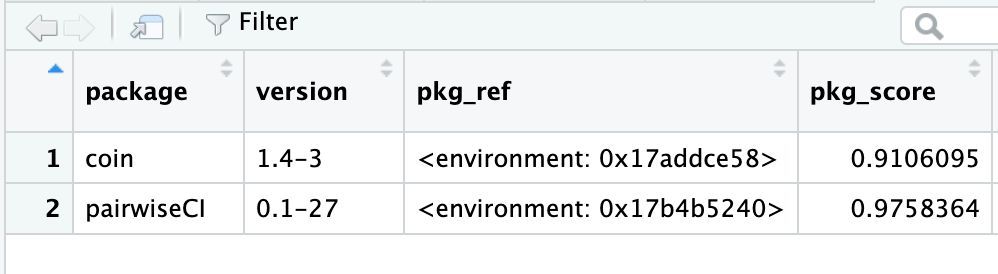 Filter
package version pkg_ref pkg_score
1 coin 1.4-3 <environment: 0x17addce58> 0.9106095
2 pairwiseCI 0.1-27 <environment: 0x17b4b5240> 0.9758364